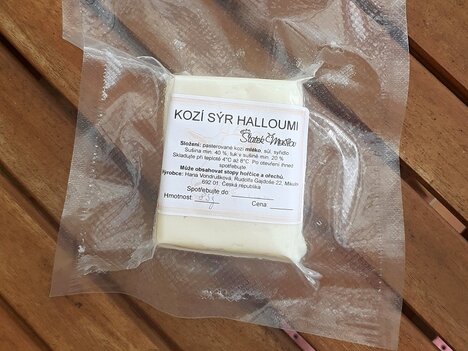 KOZÍ SÝR HALLOUMI
Statek
Složení: pasterované kozí mléko, sůl, syřidlo
Sušina min. 40 %, tuk v sušině min. 20 %
Skladujte při teplotě 4°C až 8°C. Po otevření ihned
spotřebujte.
Může obsahovat stopy hořčice a ořechů.
Výrobce: Hana Vondrušková, Rudolfa Gajdoše 22, Mikulov
692 01, Česká republika
Spotřebujte do:
Hmotnost: Cena